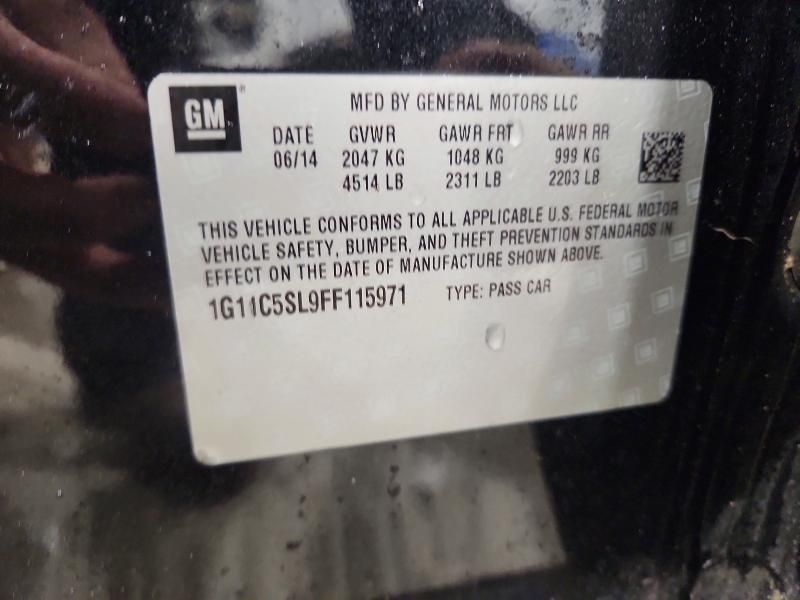 GM® MFD BY GENERAL MOTORS LLC
DATE GVWR GAWR FRT GAWR RR
06/14 2047 KG 1048 KG 999 KG
4514 LB 2311 LB 2203 LB
THIS VEHICLE CONFORMS TO ALL APPLICABLE U.S. FEDERAL MOTOR
VEHICLE SAFETY, BUMPER, AND THEFT PREVENTION STANDARDS IN
EFFECT ON THE DATE OF MANUFACTURE SHOWN ABOVE.
1G11C5SL9FF115971 TYPE: PASS CAR